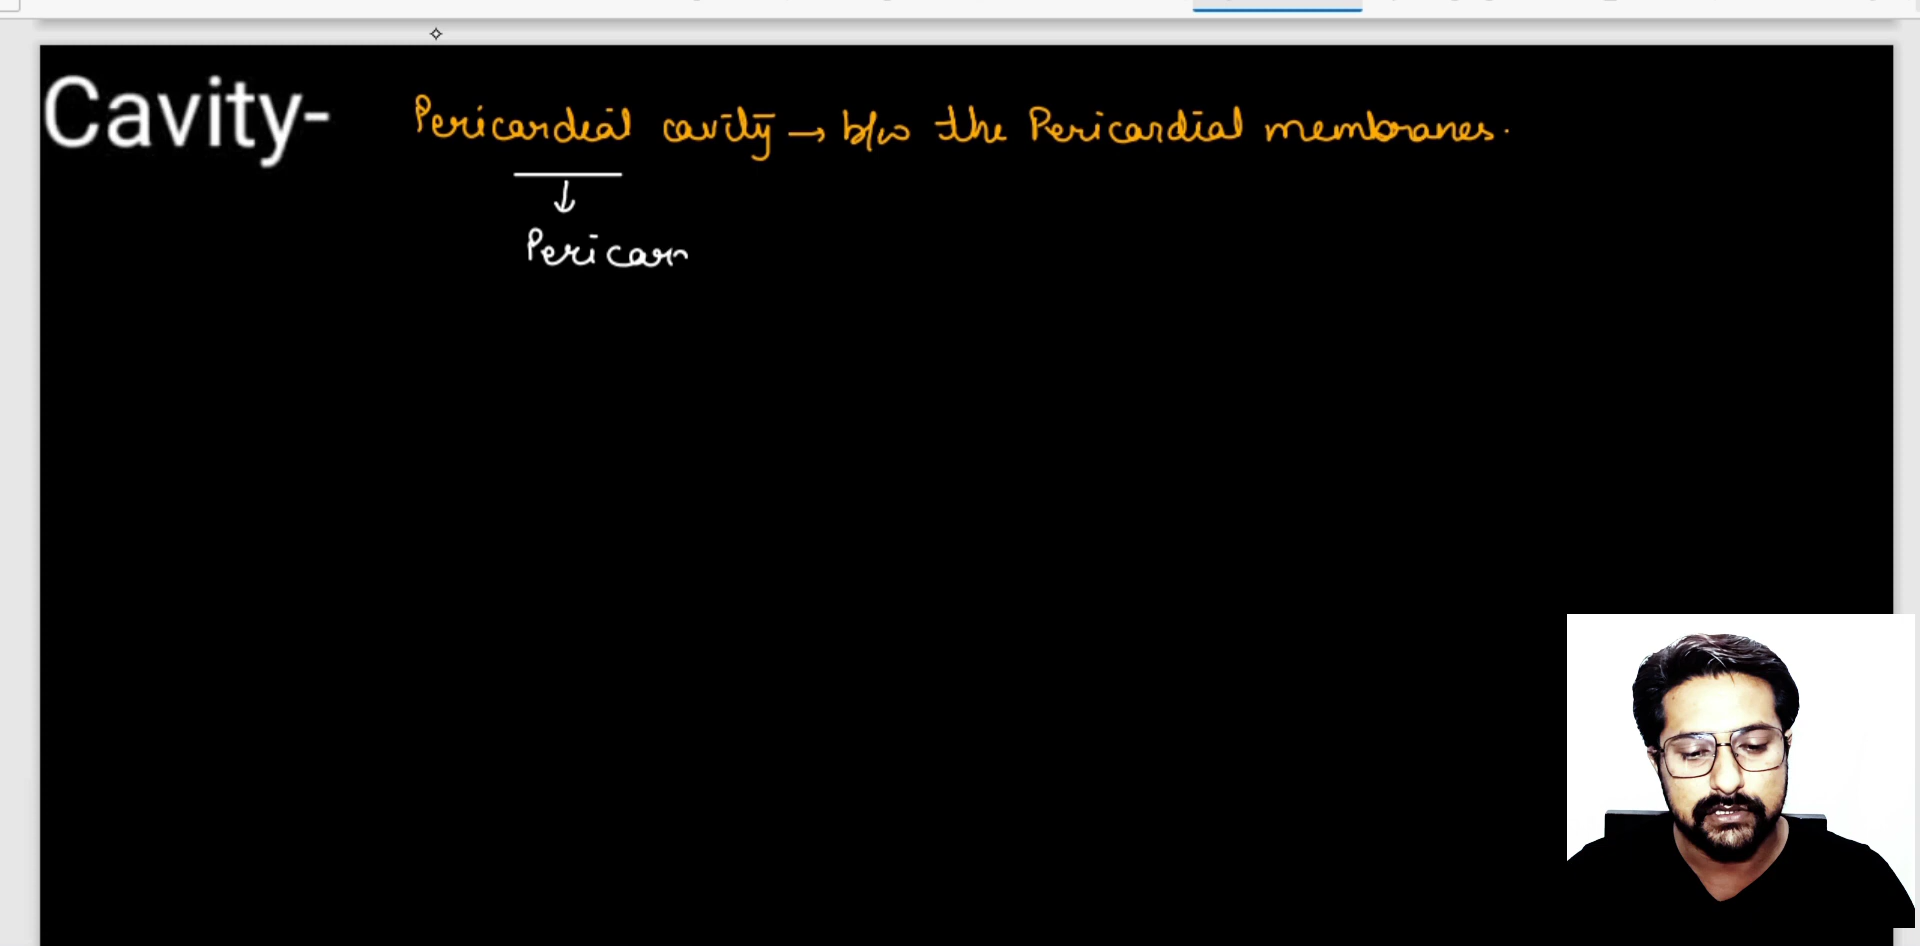 Cavity- Pericardial cavity → b/w the Pericardial membranes.
↓
Pericar